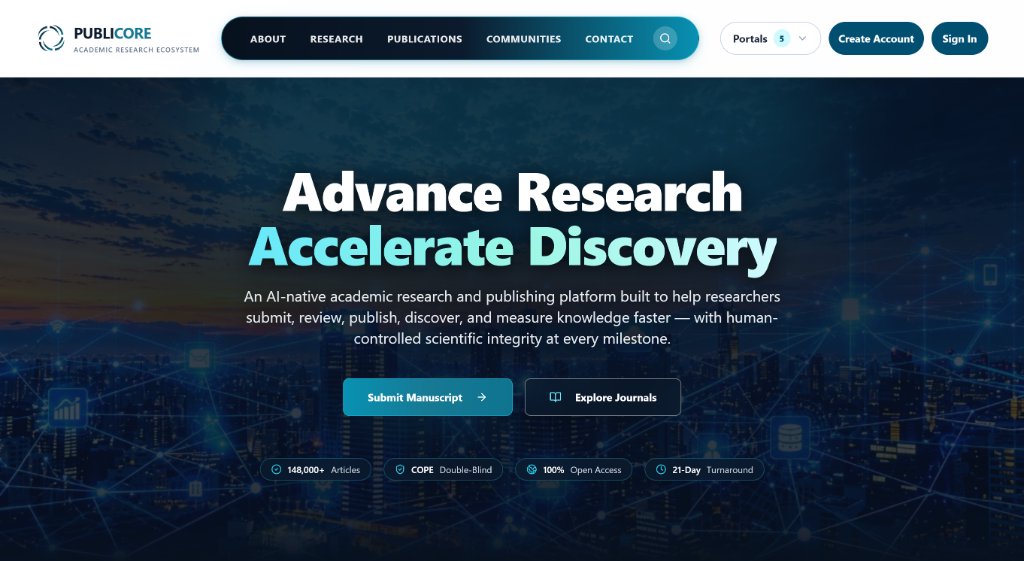 PUBLICORE
ACADEMIC RESEARCH ECOSYSTEM
ABOUT
RESEARCH
PUBLICATIONS
COMMUNITIES
CONTACT
Portals 5
Create Account
Sign In
Advance Research
Accelerate Discovery
An AI-native academic research and publishing platform built to help researchers
submit, review, publish, discover, and measure knowledge faster — with human-
controlled scientific integrity at every milestone.
Submit Manuscript
Explore Journals
148,000+ Articles
COPE Double-Blind
100% Open Access
21-Day Turnaround